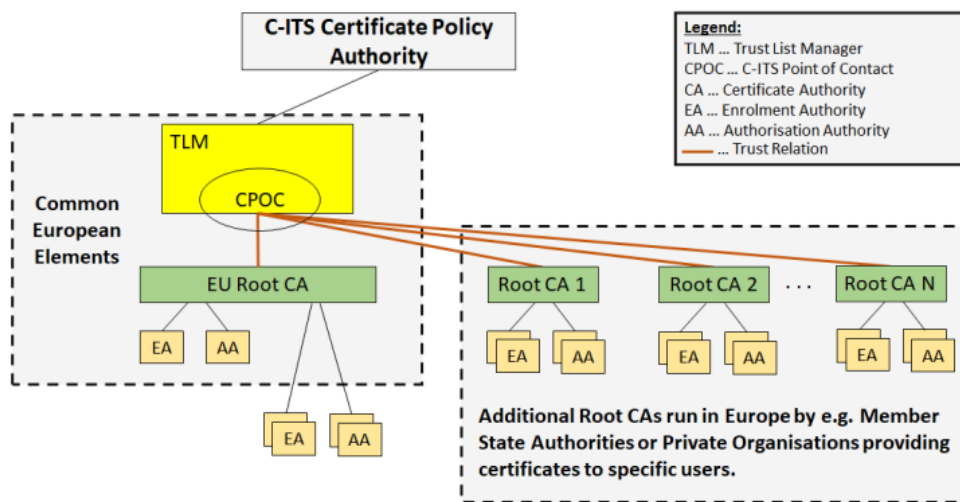 C-ITS Certificate Policy
Authority
Legend:
TLM ... Trust List Manager
CPOC ... C-ITS Point of Contact
CA ... Certificate Authority
EA ... Enrolment Authority
AA ... Authorisation Authority
... Trust Relation
TLM
CPOC
Common
European
Elements
EU Root CA
EA
AA
EA
AA
Root CA 1
Root CA 2
. . .
Root CA N
EA
AA
EA
AA
EA
AA
Additional Root CAs run in Europe by e.g. Member
State Authorities or Private Organisations providing
certificates to specific users.